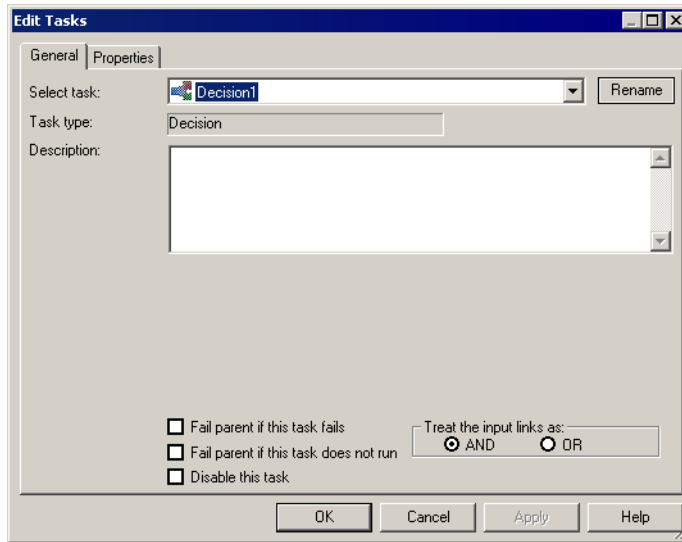 Edit Tasks
General Properties
Select task: Decision1 Rename
Task type: Decision
Description:
Fail parent if this task fails
Fail parent if this task does not run
Disable this task
Treat the input links as:
AND OR
OK Cancel Apply Help